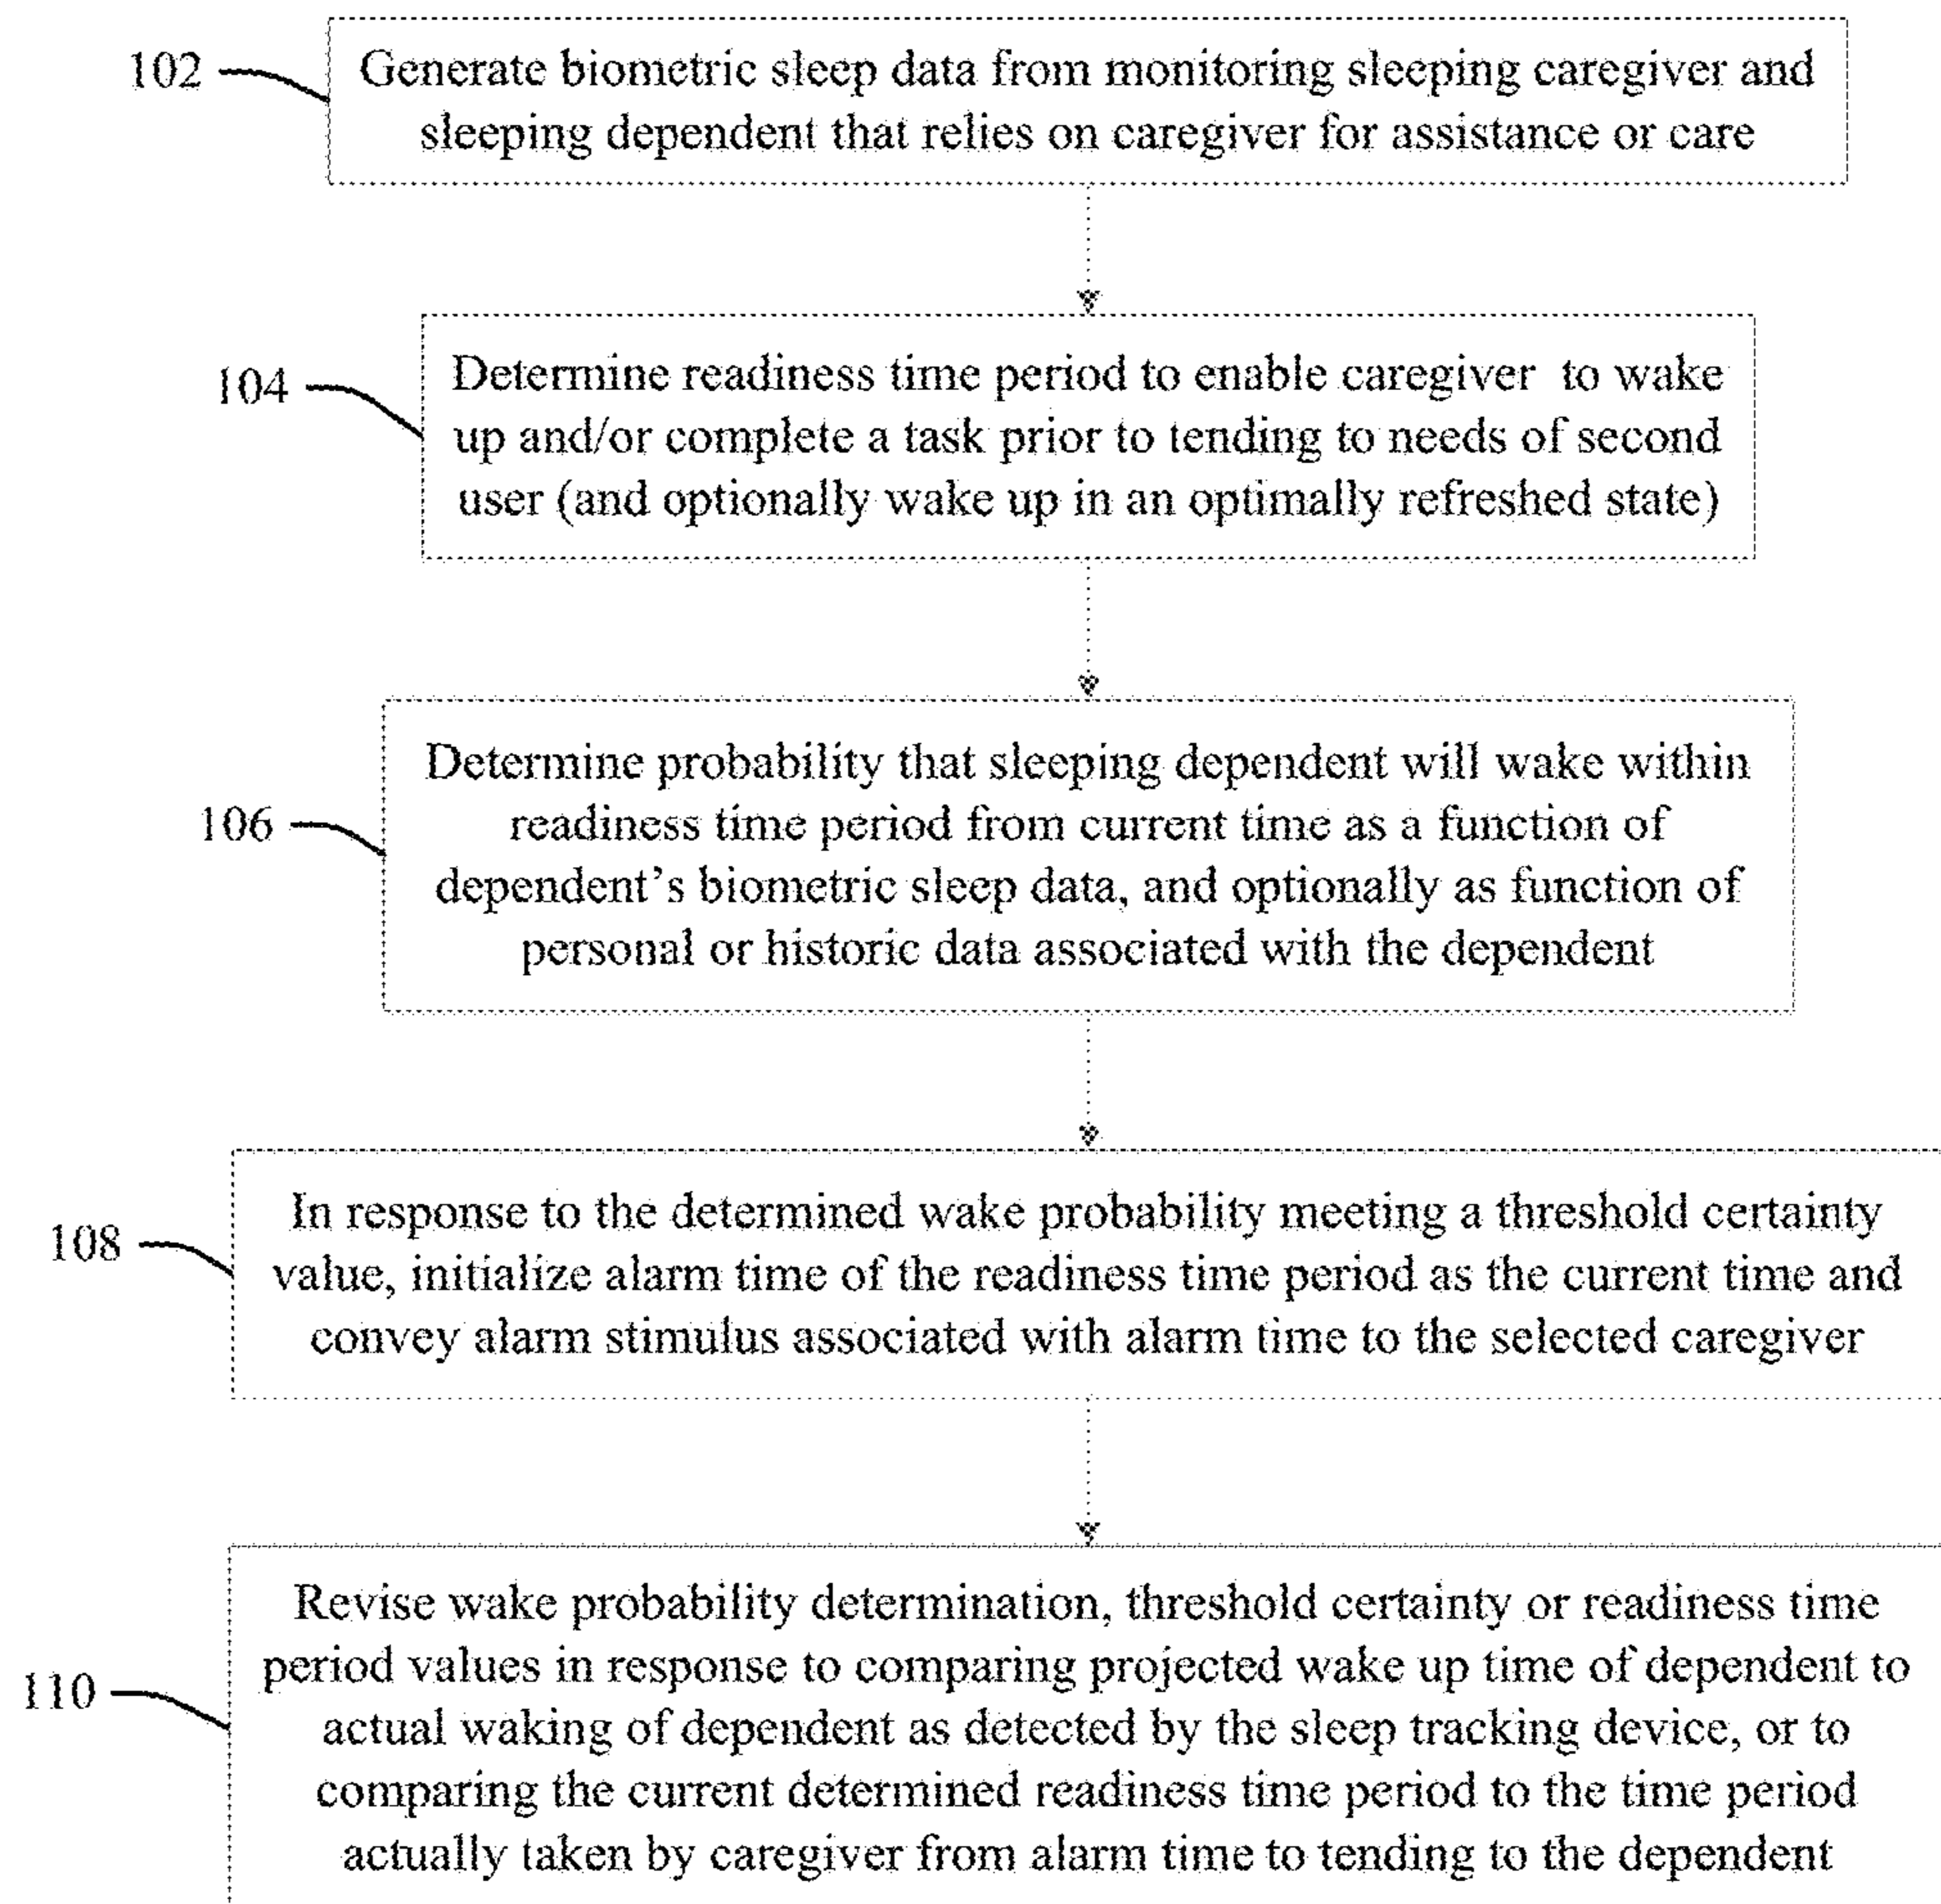 102
Generate biometric sleep data from monitoring sleeping caregiver and
sleeping dependent that relies on caregiver for assistance or care
104
Determine readiness time period to enable caregiver to wake
up and/or complete a task prior to tending to needs of second
user (and optionally wake up in an optimally refreshed state)
106
Determine probability that sleeping dependent will wake within
readiness time period from current time as a function of
dependent's biometric sleep data, and optionally as function of
personal or historic data associated with the dependent
108
In response to the determined wake probability meeting a threshold certainty
value, initialize alarm time of the readiness time period as the current time and
convey alarm stimulus associated with alarm time to the selected caregiver
110
Revise wake probability determination, threshold certainty or readiness time
period values in response to comparing projected wake up time of dependent to
actual waking of dependent as detected by the sleep tracking device, or to
comparing the current determined readiness time period to the time period
actually taken by caregiver from alarm time to tending to the dependent